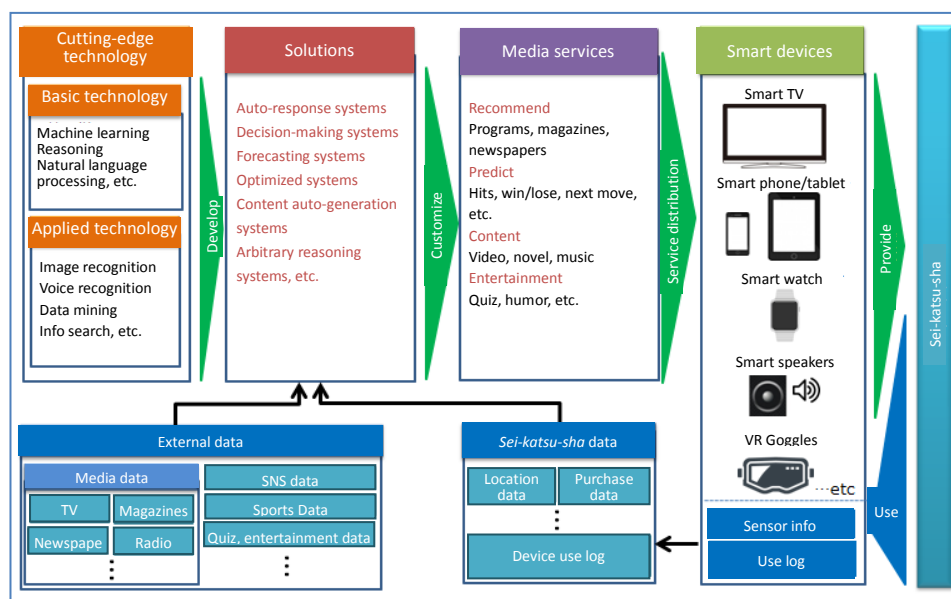 Cutting-edge
technology
Basic technology
Machine learning
Reasoning
Natural language
processing, etc.
Applied technology
Image recognition
Voice recognition
Data mining
Info search, etc.
Develop
Solutions
Auto-response systems
Decision-making systems
Forecasting systems
Optimized systems
Content auto-generation
systems
Arbitrary reasoning
systems, etc.
Customize
Media services
Recommend
Programs, magazines,
newspapers
Predict
Hits, win/lose, next move,
etc.
Content
Video, novel, music
Entertainment
Quiz, humor, etc.
Service distribution
Smart devices
Smart TV
Smart phone/tablet
Smart watch
Smart speakers
VR Goggles
…etc
Sensor info
Use log
Provide
Use
Sei-katsu-sha
External data
Media data
TV
Magazines
Newspape
Radio
⋮
SNS data
Sports Data
Quiz, entertainment data
⋮
Sei-katsu-sha data
Location
data
Purchase
data
⋮
Device use log